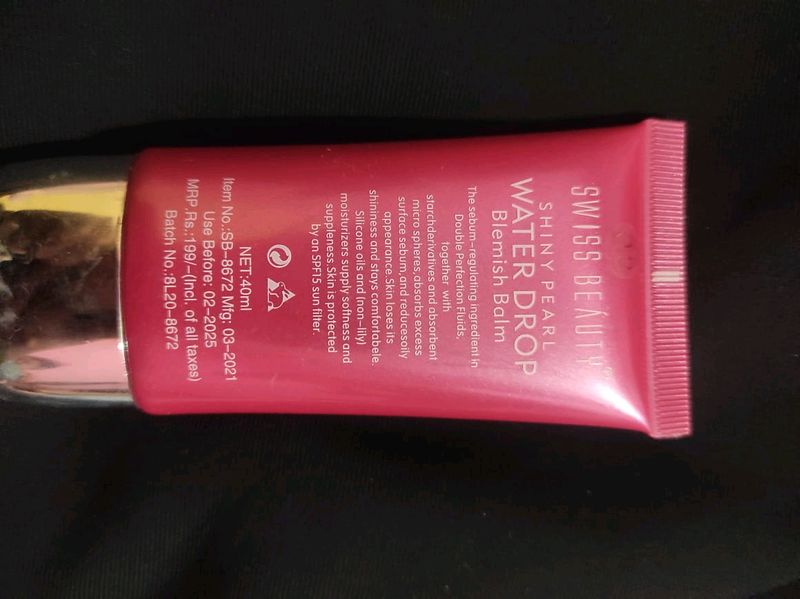 SWISS BEAUTY
SHINY PEARL
WATER DROP
Blemish Balm
The sebum-regulating ingredient in
Double Perfection Fluids,
together with
starchderivatives and absorbent
micro spheres,absorbs excess
surface sebum,and reducesoily
appearance Skin loses its
shininess and stays comfortabele.
Silicone oils and (non-lily)
moisturizers supply softness and
suppleness.Skin is protected
by an SPF15 sun filter.
NET:40ml
Item No.:SB-8672 Mfg: 03-2021
Use Before: 02-2025
MRP.Rs:199/-(Incl. of all taxes)
Batch No.:8L20-8672